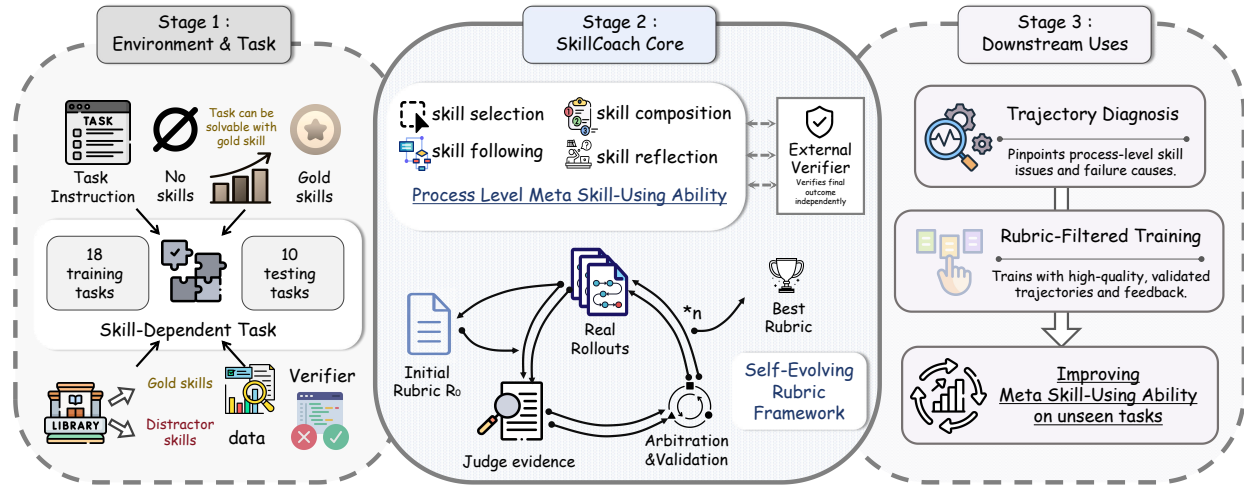 Stage 1 :
Environment & Task
TASK
Task
Instruction
No
skills
Task can be
solvable with
gold skill
Gold
skills
18
training
tasks
10
testing
tasks
Skill-Dependent Task
LIBRARY
Gold skills
Distractor
skills
data
Verifier
Stage 2 :
SkillCoach Core
skill selection
1
2
3
skill composition
skill following
skill reflection
Process Level Meta Skill-Using Ability
External
Verifier
Verifies final
outcome
independently
Initial
Rubric R₀
Real
Rollouts
*n
Best
Rubric
Judge evidence
Arbitration
&Validation
Self-Evolving
Rubric
Framework
Stage 3 :
Downstream Uses
Trajectory Diagnosis
Pinpoints process-level skill
issues and failure causes.
Rubric-Filtered Training
Trains with high-quality, validated
trajectories and feedback.
Improving
Meta Skill-Using Ability
on unseen tasks